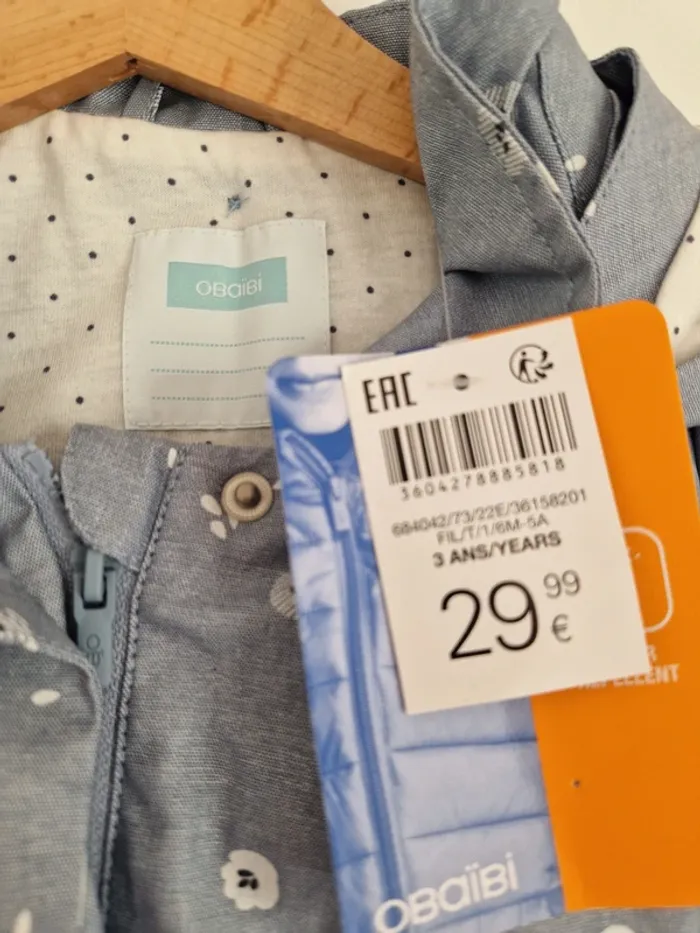 OBaïBi
EAC
3604278885818
684042/73/22E/36158201
FIL/T/1/6M-5A
3 ANS/YEARS
29 99
€
OBaïBi